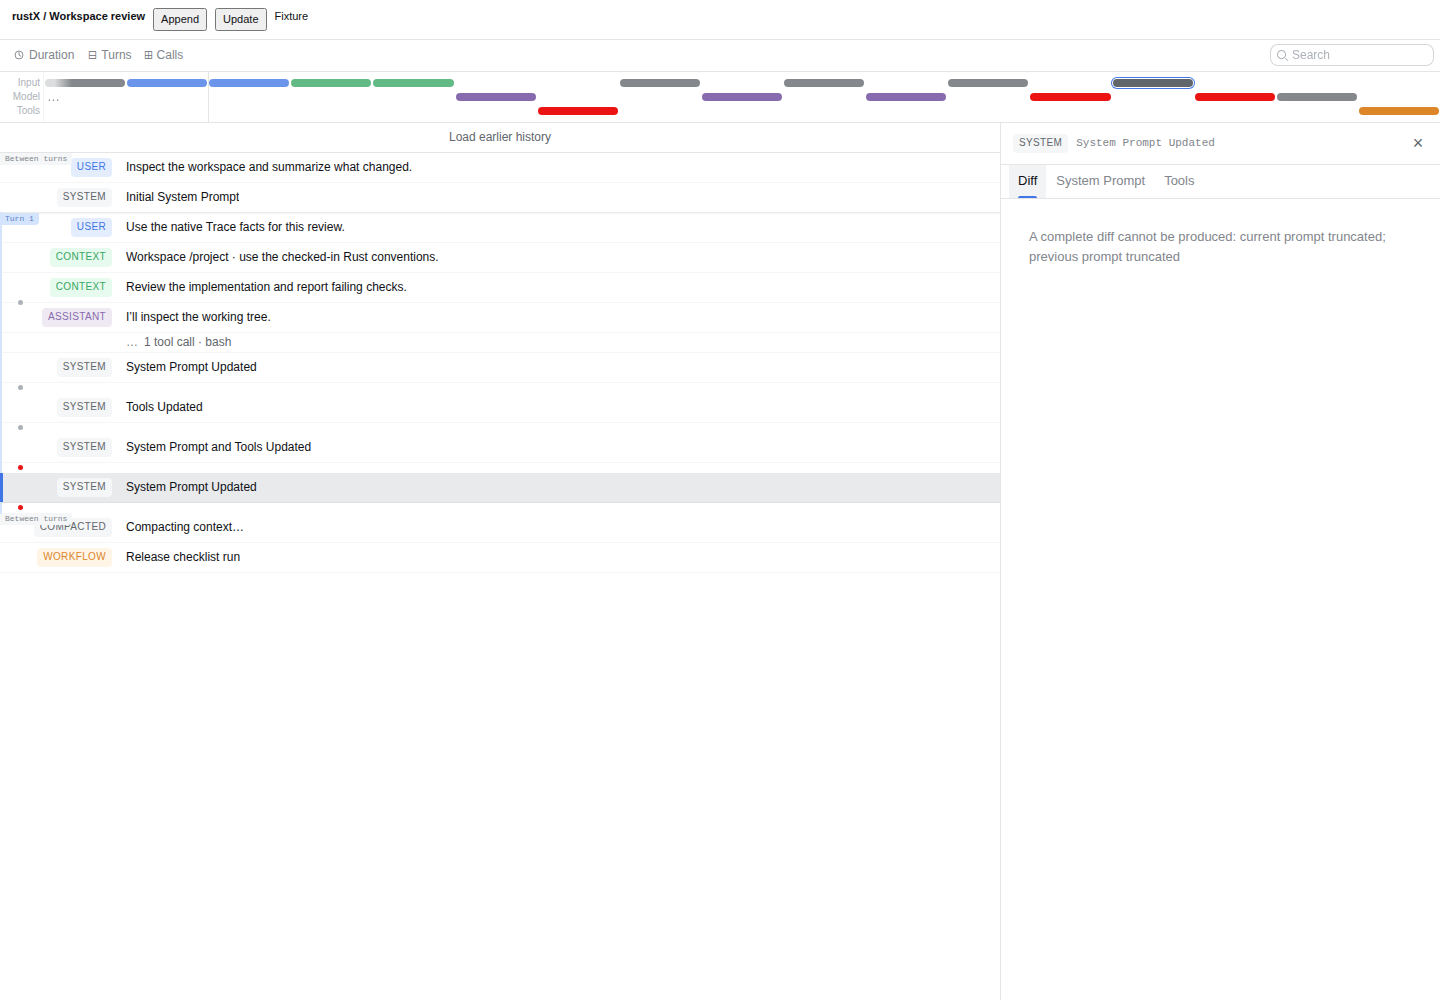 rustX / Workspace review Append Update Fixture
Duration Turns Calls Search
Input
Model ...
Tools
Load earlier history
Between turns
USER Inspect the workspace and summarize what changed.
SYSTEM Initial System Prompt
Turn 1
USER Use the native Trace facts for this review.
CONTEXT Workspace /project · use the checked-in Rust conventions.
CONTEXT Review the implementation and report failing checks.
ASSISTANT I'll inspect the working tree.
... 1 tool call · bash
SYSTEM System Prompt Updated
SYSTEM Tools Updated
SYSTEM System Prompt and Tools Updated
SYSTEM System Prompt Updated
Between turns
COMPACTED Compacting context…
WORKFLOW Release checklist run
SYSTEM System Prompt Updated ×
Diff System Prompt Tools
A complete diff cannot be produced: current prompt truncated;
previous prompt truncated